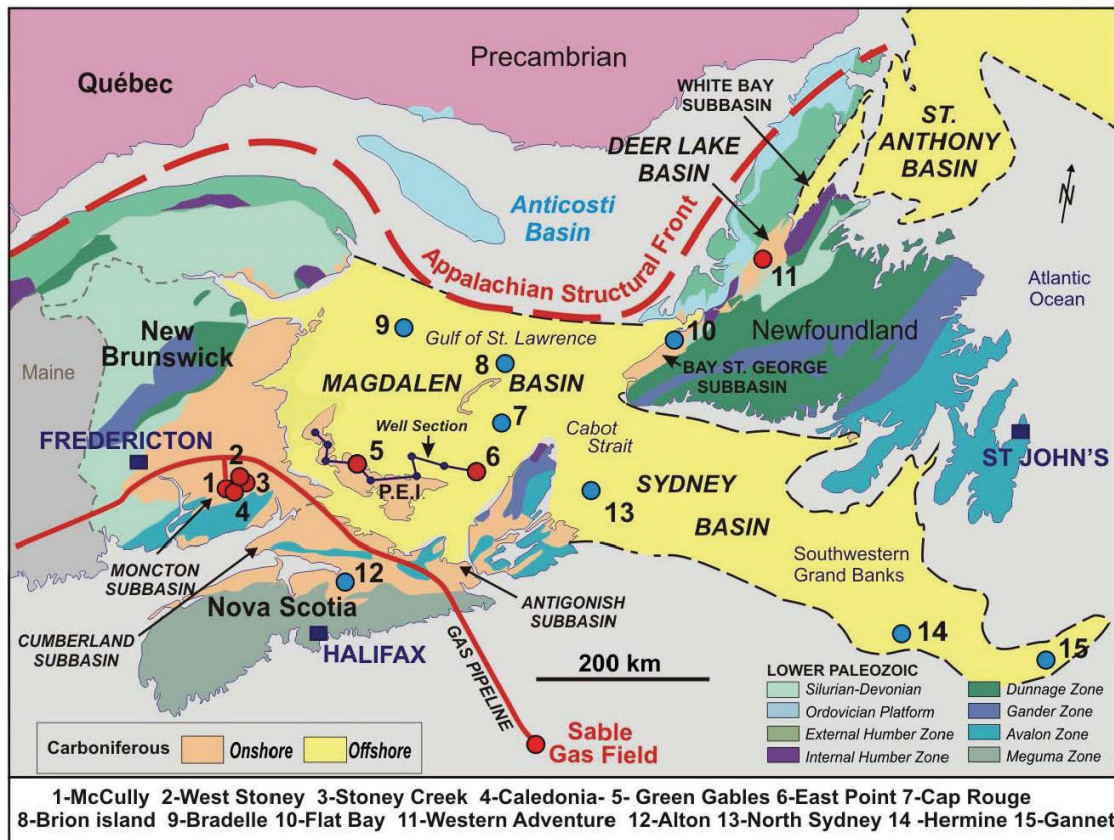 Québec
Precambrian
WHITE BAY
SUBBASIN
ST.
ANTHONY
BASIN
DEER LAKE
BASIN
N
Anticosti
Basin
Appalachian Structural Front
11
Atlantic
Ocean
New
Brunswick
Maine
9
Gulf of St. Lawrence
10
Newfoundland
8
BAY ST. GEORGE
SUBBASIN
MAGDALEN BASIN
7
Well Section
Cabot
Strait
FREDERICTON
ST JOHN'S
5
6
2
1
3
4
P.E.I
13
SYDNEY
BASIN
MONCTON
SUBBASIN
12
Southwestern
Grand Banks
Nova Scotia
ANTIGONISH
SUBBASIN
CUMBERLAND
SUBBASIN
HALIFAX
GAS PIPELINE
200 km
14
15
Sable
Gas Field
Carboniferous Onshore Offshore
LOWER PALEOZOIC
Silurian-Devonian
Ordovician Platform
External Humber Zone
Internal Humber Zone
Dunnage Zone
Gander Zone
Avalon Zone
Meguma Zone
1-McCully 2-West Stoney 3-Stoney Creek 4-Caledonia- 5- Green Gables 6-East Point 7-Cap Rouge
8-Brion island 9-Bradelle 10-Flat Bay 11-Western Adventure 12-Alton 13-North Sydney 14 -Hermine 15-Gannet